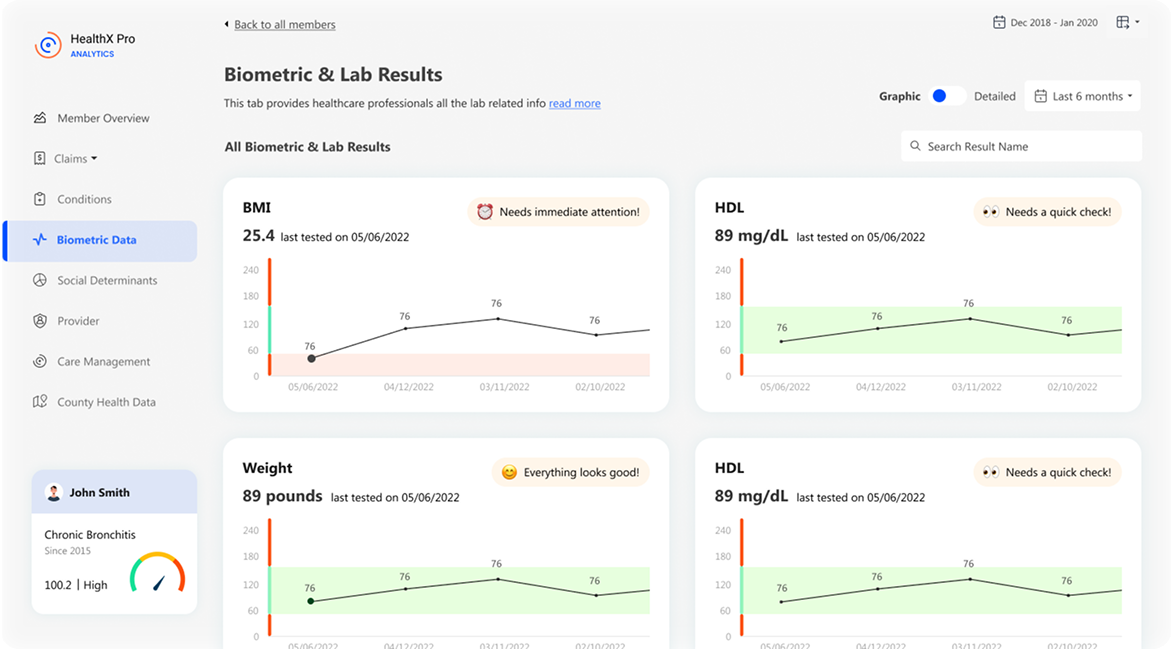 HealthX Pro
ANALYTICS
Member Overview
Claims
Conditions
Biometric Data
Social Determinants
Provider
Care Management
County Health Data
John Smith
Chronic Bronchitis
Since 2015
100.2 | High
Back to all members
Dec 2018 - Jan 2020
Biometric & Lab Results
This tab provides healthcare professionals all the lab related info read more
Graphic Detailed Last 6 months
All Biometric & Lab Results
Search Result Name
BMI
Needs immediate attention!
25.4 last tested on 05/06/2022
240
180
120
60
0
76 76 76 76
05/06/2022 04/12/2022 03/11/2022 02/10/2022
HDL
Needs a quick check!
89 mg/dL last tested on 05/06/2022
240
180
120
60
0
76 76 76 76
05/06/2022 04/12/2022 03/11/2022 02/10/2022
Weight
Everything looks good!
89 pounds last tested on 05/06/2022
240
180
120
60
0
76 76 76 76
05/06/2022 04/12/2022 03/11/2022 02/10/2022
HDL
Needs a quick check!
89 mg/dL last tested on 05/06/2022
240
180
120
60
0
76 76 76 76
05/06/2022 04/12/2022 03/11/2022 02/10/2022